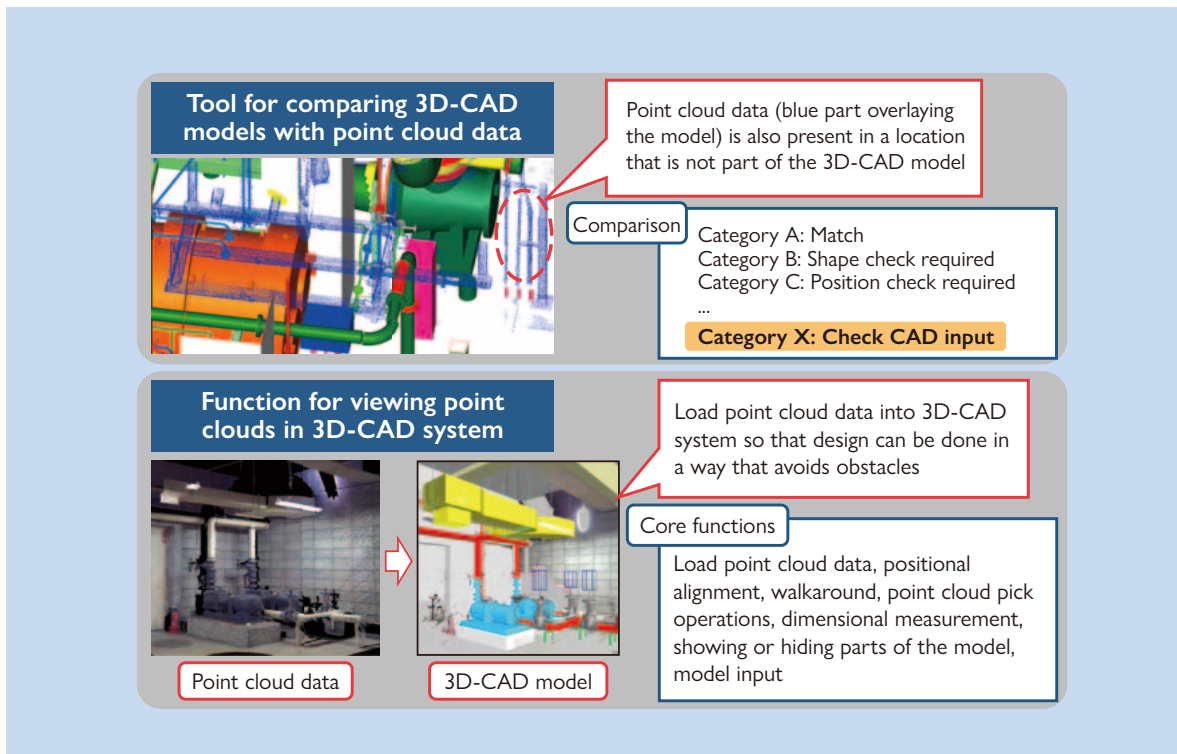 Tool for comparing 3D-CAD
models with point cloud data
Point cloud data (blue part overlaying
the model) is also present in a location
that is not part of the 3D-CAD model
Comparison
Category A: Match
Category B: Shape check required
Category C: Position check required
...
Category X: Check CAD input
Function for viewing point
clouds in 3D-CAD system
Load point cloud data into 3D-CAD
system so that design can be done in
a way that avoids obstacles
Core functions
Load point cloud data, positional
alignment, walkaround, point cloud pick
operations, dimensional measurement,
showing or hiding parts of the model,
model input
Point cloud data
3D-CAD model